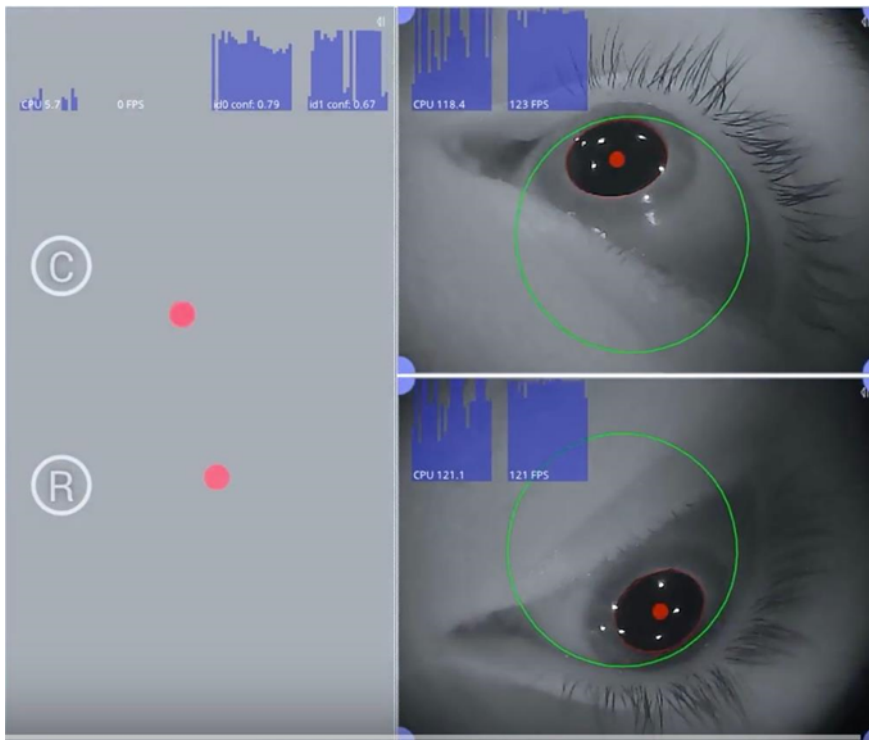 CPU 5.7
0 FPS
id0 conf: 0.79
id1 conf: 0.67
C
R
CPU 118.4
123 FPS
CPU 121.1
121 FPS